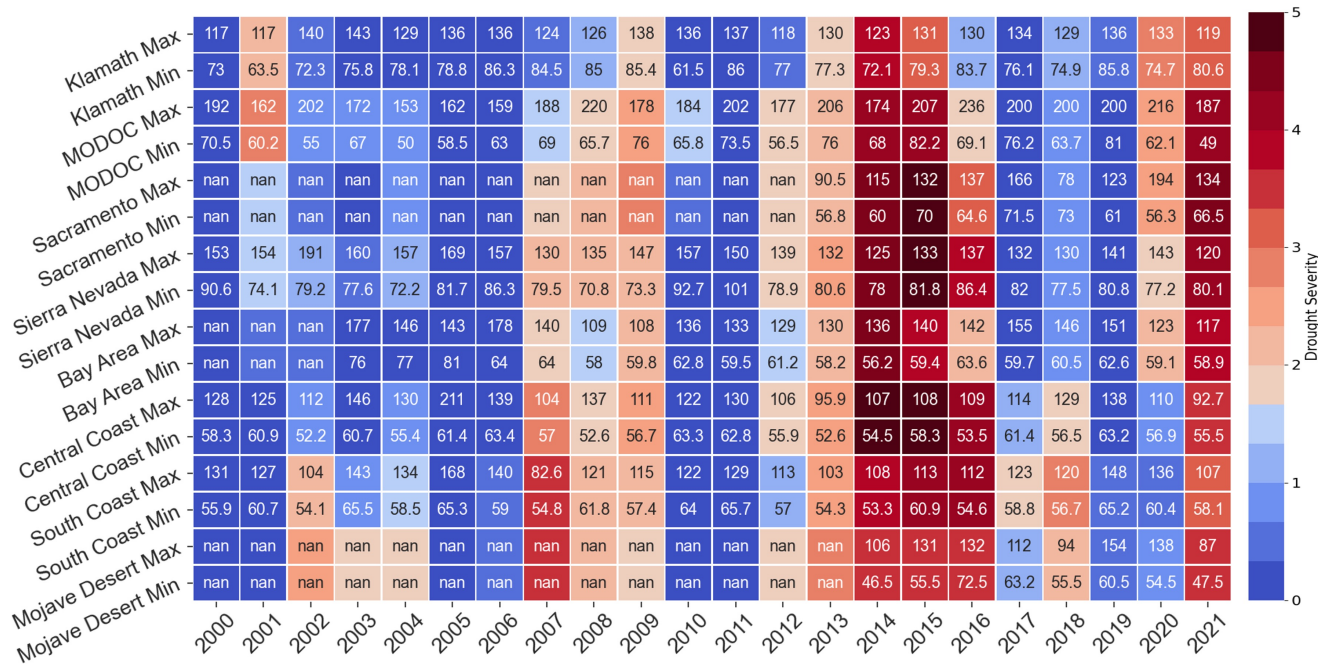 Klamath Max 117 117 140 143 129 136 136 124 126 138 136 137 118 130 123 131 130 134 129 136 133 119
Klamath Min 73 63.5 72.3 75.8 78.1 78.8 86.3 84.5 85 85.4 61.5 86 77 77.3 72.1 79.3 83.7 76.1 74.9 85.8 74.7 80.6
MODOC Max 192 162 202 172 153 162 159 188 220 178 184 202 177 206 174 207 236 200 200 200 216 187
MODOC Min 70.5 60.2 55 67 50 58.5 63 69 65.7 76 65.8 73.5 56.5 76 68 82.2 69.1 76.2 63.7 81 62.1 49
Sacramento Max nan nan nan nan nan nan nan nan nan nan nan nan nan 90.5 115 132 137 166 78 123 194 134
Sacramento Min nan nan nan nan nan nan nan nan nan nan nan nan nan 56.8 60 70 64.6 71.5 73 61 56.3 66.5
Sierra Nevada Max 153 154 191 160 157 169 157 130 135 147 157 150 139 132 125 133 137 132 130 141 143 120
Sierra Nevada Min 90.6 74.1 79.2 77.6 72.2 81.7 86.3 79.5 70.8 73.3 92.7 101 78.9 80.6 78 81.8 86.4 82 77.5 80.8 77.2 80.1
Bay Area Max nan nan nan 177 146 143 178 140 109 108 136 133 129 130 136 140 142 155 146 151 123 117
Bay Area Min nan nan nan 76 77 81 64 64 58 59.8 62.8 59.5 61.2 58.2 56.2 59.4 63.6 59.7 60.5 62.6 59.1 58.9
Central Coast Max 128 125 112 146 130 211 139 104 137 111 122 130 106 95.9 107 108 109 114 129 138 110 92.7
Central Coast Min 58.3 60.9 52.2 60.7 55.4 61.4 63.4 57 52.6 56.7 63.3 62.8 55.9 52.6 54.5 58.3 53.5 61.4 56.5 63.2 56.9 55.5
South Coast Max 131 127 104 143 134 168 140 82.6 121 115 122 129 113 103 108 113 112 123 120 148 136 107
South Coast Min 55.9 60.7 54.1 65.5 58.5 65.3 59 54.8 61.8 57.4 64 65.7 57 54.3 53.3 60.9 54.6 58.8 56.7 65.2 60.4 58.1
Mojave Desert Max nan nan nan nan nan nan nan nan nan nan nan nan nan nan 106 131 132 112 94 154 138 87
Mojave Desert Min nan nan nan nan nan nan nan nan nan nan nan nan nan nan 46.5 55.5 72.5 63.2 55.5 60.5 54.5 47.5
2000 2001 2002 2003 2004 2005 2006 2007 2008 2009 2010 2011 2012 2013 2014 2015 2016 2017 2018 2019 2020 2021
5
4
3
2
1
0
Drought Severity